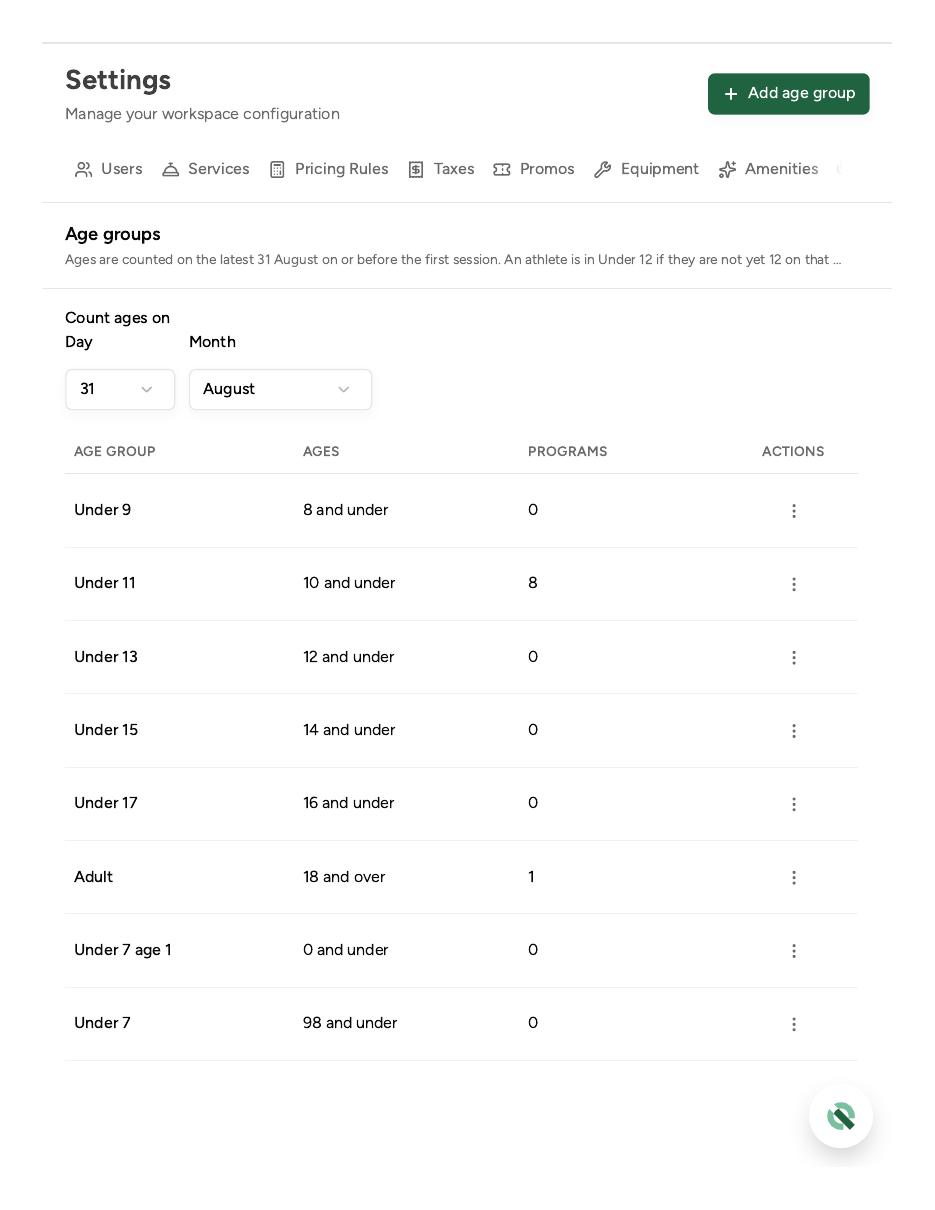 Settings
Manage your workspace configuration
Add age group
Users Services Pricing Rules Taxes Promos Equipment Amenities
Age groups
Ages are counted on the latest 31 August on or before the first session. An athlete is in Under 12 if they are not yet 12 on that ...
Count ages on
Day Month
31 August
AGE GROUP AGES PROGRAMS ACTIONS
Under 9 8 and under 0
Under 11 10 and under 8
Under 13 12 and under 0
Under 15 14 and under 0
Under 17 16 and under 0
Adult 18 and over 1
Under 7 age 1 0 and under 0
Under 7 98 and under 0